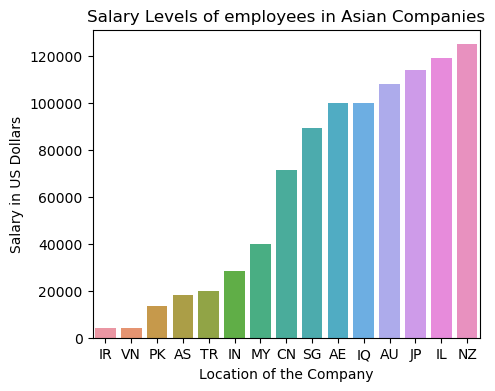 Salary Levels of employees in Asian Companies
120000
100000
80000
60000
40000
20000
0
Salary in US Dollars
IR VN PK AS TR IN MY CN SG AE IQ AU JP IL NZ
Location of the Company